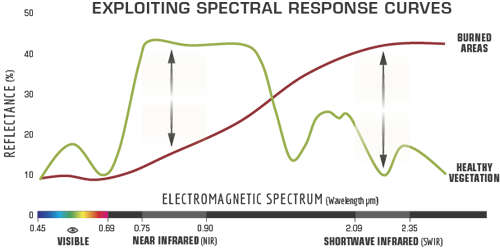 EXPLOITING SPECTRAL RESPONSE CURVES
50
40
30
20
10
0
REFLECTANCE (%)
BURNED
AREAS
HEALTHY
VEGETATION
ELECTROMAGNETIC SPECTRUM (Wavelength µm)
0.45 0.69 0.75 0.90 2.09 2.35
VISIBLE NEAR INFRARED (NIR) SHORTWAVE INFRARED (SWIR)